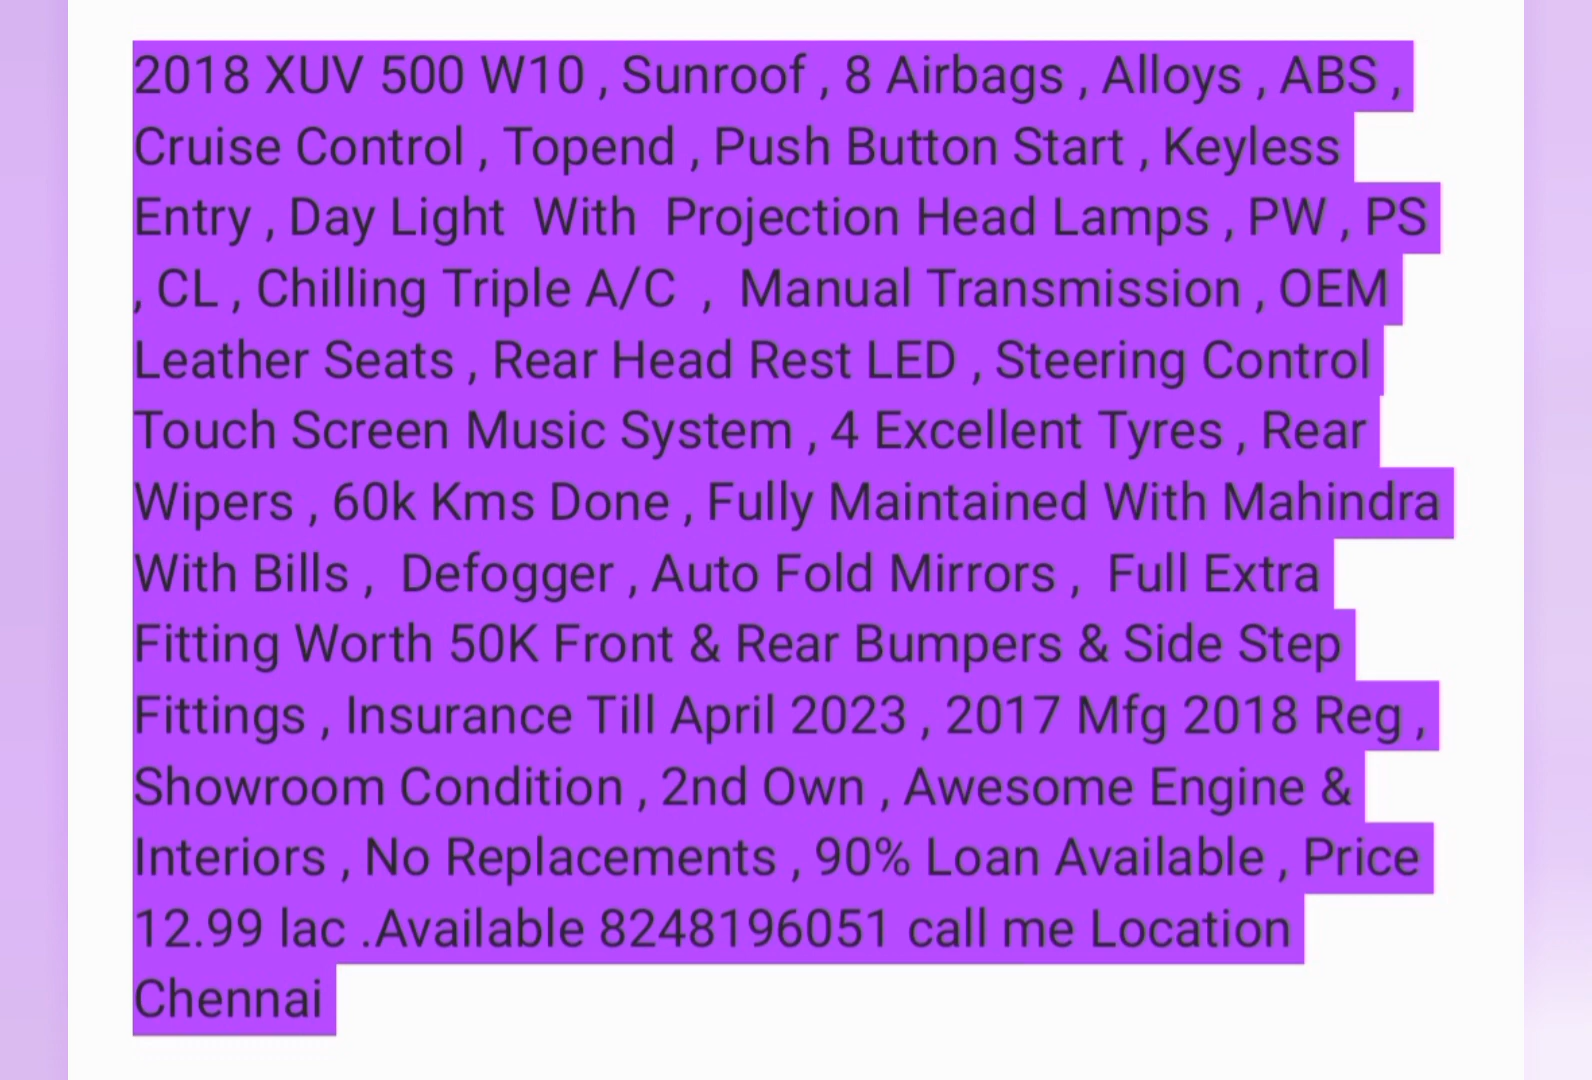 2018 XUV 500 W10 , Sunroof , 8 Airbags , Alloys , ABS ,
Cruise Control , Topend , Push Button Start , Keyless
Entry , Day Light  With  Projection Head Lamps , PW , PS
, CL , Chilling Triple A/C  ,  Manual Transmission , OEM
Leather Seats , Rear Head Rest LED , Steering Control
Touch Screen Music System , 4 Excellent Tyres , Rear
Wipers , 60k Kms Done , Fully Maintained With Mahindra
With Bills ,  Defogger , Auto Fold Mirrors ,  Full Extra
Fitting Worth 50K Front & Rear Bumpers & Side Step
Fittings , Insurance Till April 2023 , 2017 Mfg 2018 Reg ,
Showroom Condition , 2nd Own , Awesome Engine &
Interiors , No Replacements , 90% Loan Available , Price
12.99 lac .Available 8248196051 call me Location
Chennai